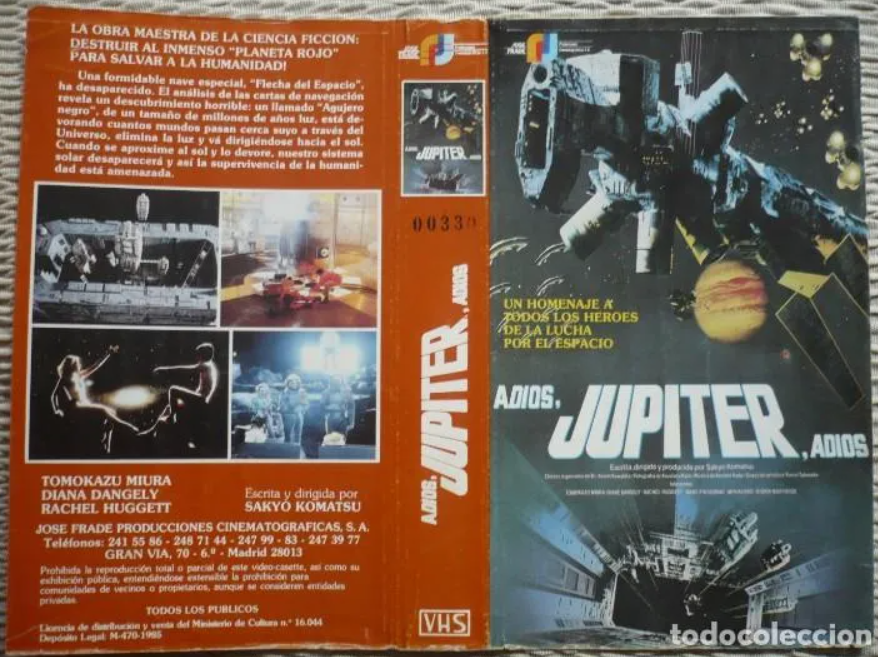 LA OBRA MAESTRA DE LA CIENCIA FICCION:
DESTRUIR AL INMENSO "PLANETA ROJO"
PARA SALVAR A LA HUMANIDAD!
Una formidable nave especial, "Flecha del Espacio",
ha desaparecido. El análisis de las cartas de navegación
revela un descubrimiento horrible: un llamado "Agujero
negro", de un tamaño de millones de años luz, está de-
vorando cuantos mundos pasan cerca suyo a través del
Universo, elimina la luz y vá dirigiéndose hacia el sol.
Cuando se aproxime al sol y lo devore, nuestro sistema
solar desaparecerá y así la supervivencia de la humani-
dad está amenazada.
TOMOKAZU MIURA
DIANA DANGELY
RACHEL HUGGETT
Escrita y dirigida por
SAKYO KOMATSU
JOSE FRADE PRODUCCIONES CINEMATOGRAFICAS, S. A.
Teléfonos: 241 55 86 - 248 71 44 - 247 99 - 83 - 247 39 77
GRAN VIA, 70 - 6.º - Madrid 28013
Prohibida la reproducción total o parcial de este video-casette, así como su
exhibición pública, entendiéndose extensible la prohibición para
comunidades de vecinos o propietarios, aunque se consideren entidades
privadas.
TODOS LOS PUBLICOS
Licencia de distribución y venta del Ministerio de Cultura n.º 16.044
Depósito Legal: M-470-1985
JOSE FRADE
ADIOS, JUPITER, ADIOS
00330
ADIOS, JUPITER, ADIOS
VHS
JOSE FRADE
UN HOMENAJE A
TODOS LOS HEROES
DE LA LUCHA
POR EL ESPACIO
ADIOS, JUPITER, ADIOS
Escrita dirigida y producida por Sakyo Komatsu
todocoleccion